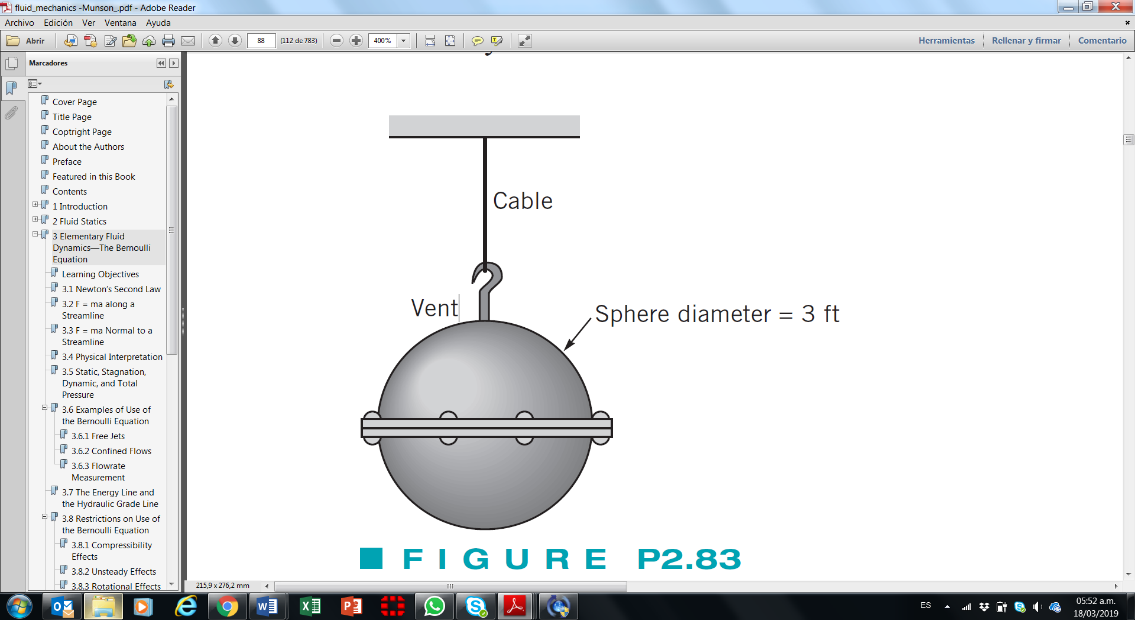 fluid_mechanics -Munson_.pdf - Adobe Reader
Archivo Edición Ver Ventana Ayuda
Abrir 88 (112 de 783) 400% Herramientas Rellenar y firmar Comentario
Marcadores
Cover Page
Title Page
Coptright Page
About the Authors
Preface
Featured in this Book
Contents
1 Introduction
2 Fluid Statics
3 Elementary Fluid
Dynamics—The Bernoulli
Equation
Learning Objectives
3.1 Newton's Second Law
3.2 F = ma along a
Streamline
3.3 F = ma Normal to a
Streamline
3.4 Physical Interpretation
3.5 Static, Stagnation,
Dynamic, and Total
Pressure
3.6 Examples of Use of
the Bernoulli Equation
3.6.1 Free Jets
3.6.2 Confined Flows
3.6.3 Flowrate
Measurement
3.7 The Energy Line and
the Hydraulic Grade Line
3.8 Restrictions on Use of
the Bernoulli Equation
3.8.1 Compressibility
Effects
3.8.2 Unsteady Effects
3.8.3 Rotational Effects
Cable
Vent
Sphere diameter = 3 ft
FIGURE P2.83
215,9 x 276,2 mm
ES
05:52 a.m.
18/03/2019